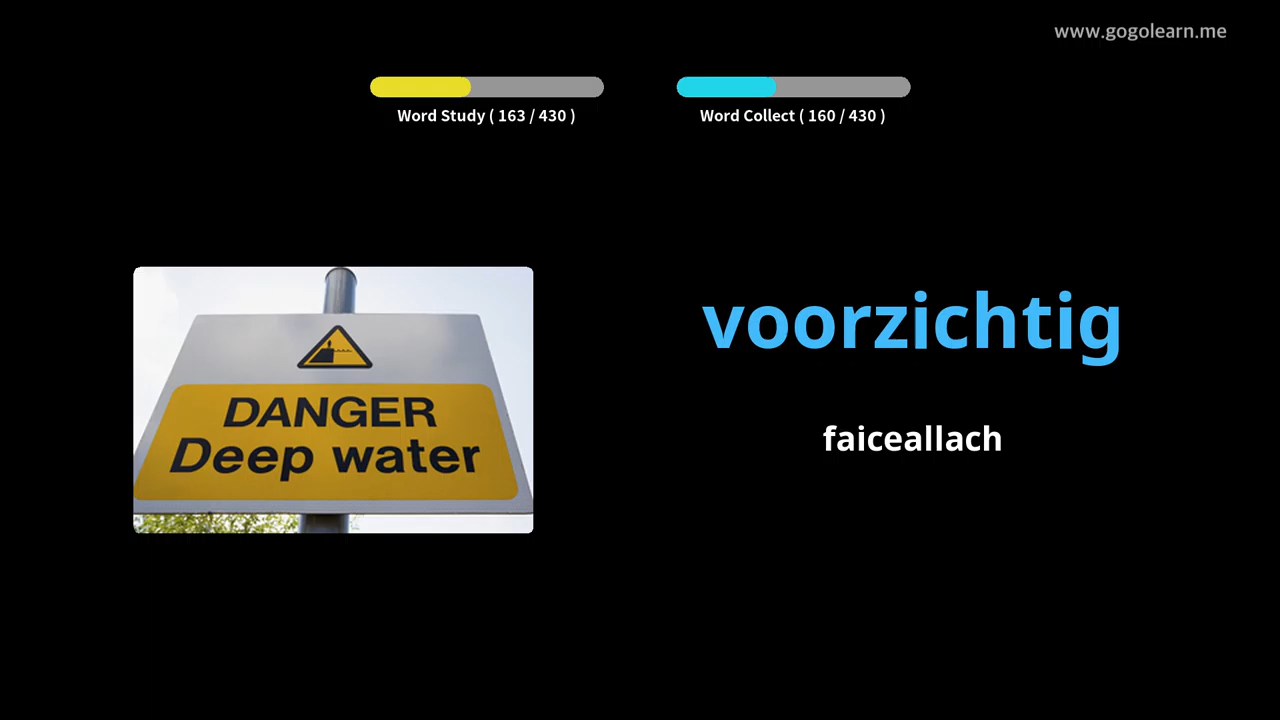 www.gogolearn.me
Word Study ( 163 / 430 )
Word Collect ( 160 / 430 )
DANGER
Deep water
voorzichtig
faiceallach